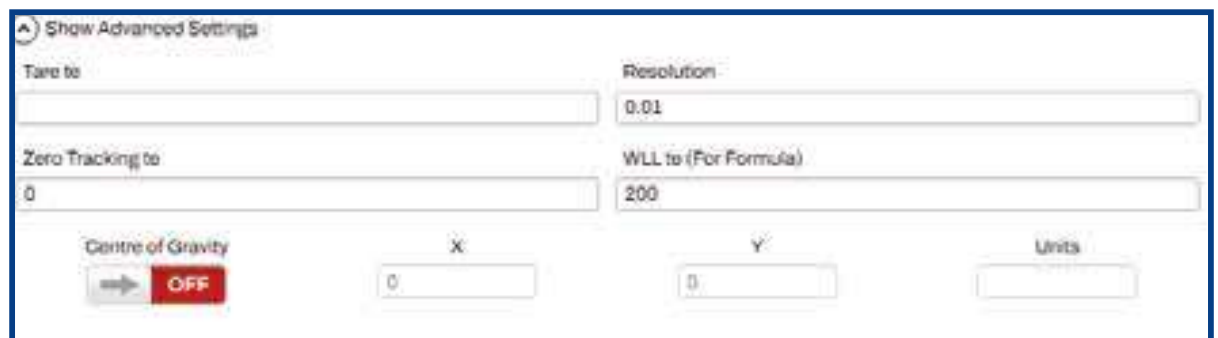 Show Advanced Settings
Tare to
Resolution
0.01
Zero Tracking to
WLL to (For Formula)
0
200
Centre of Gravity
X
Y
Units
OFF
0
0